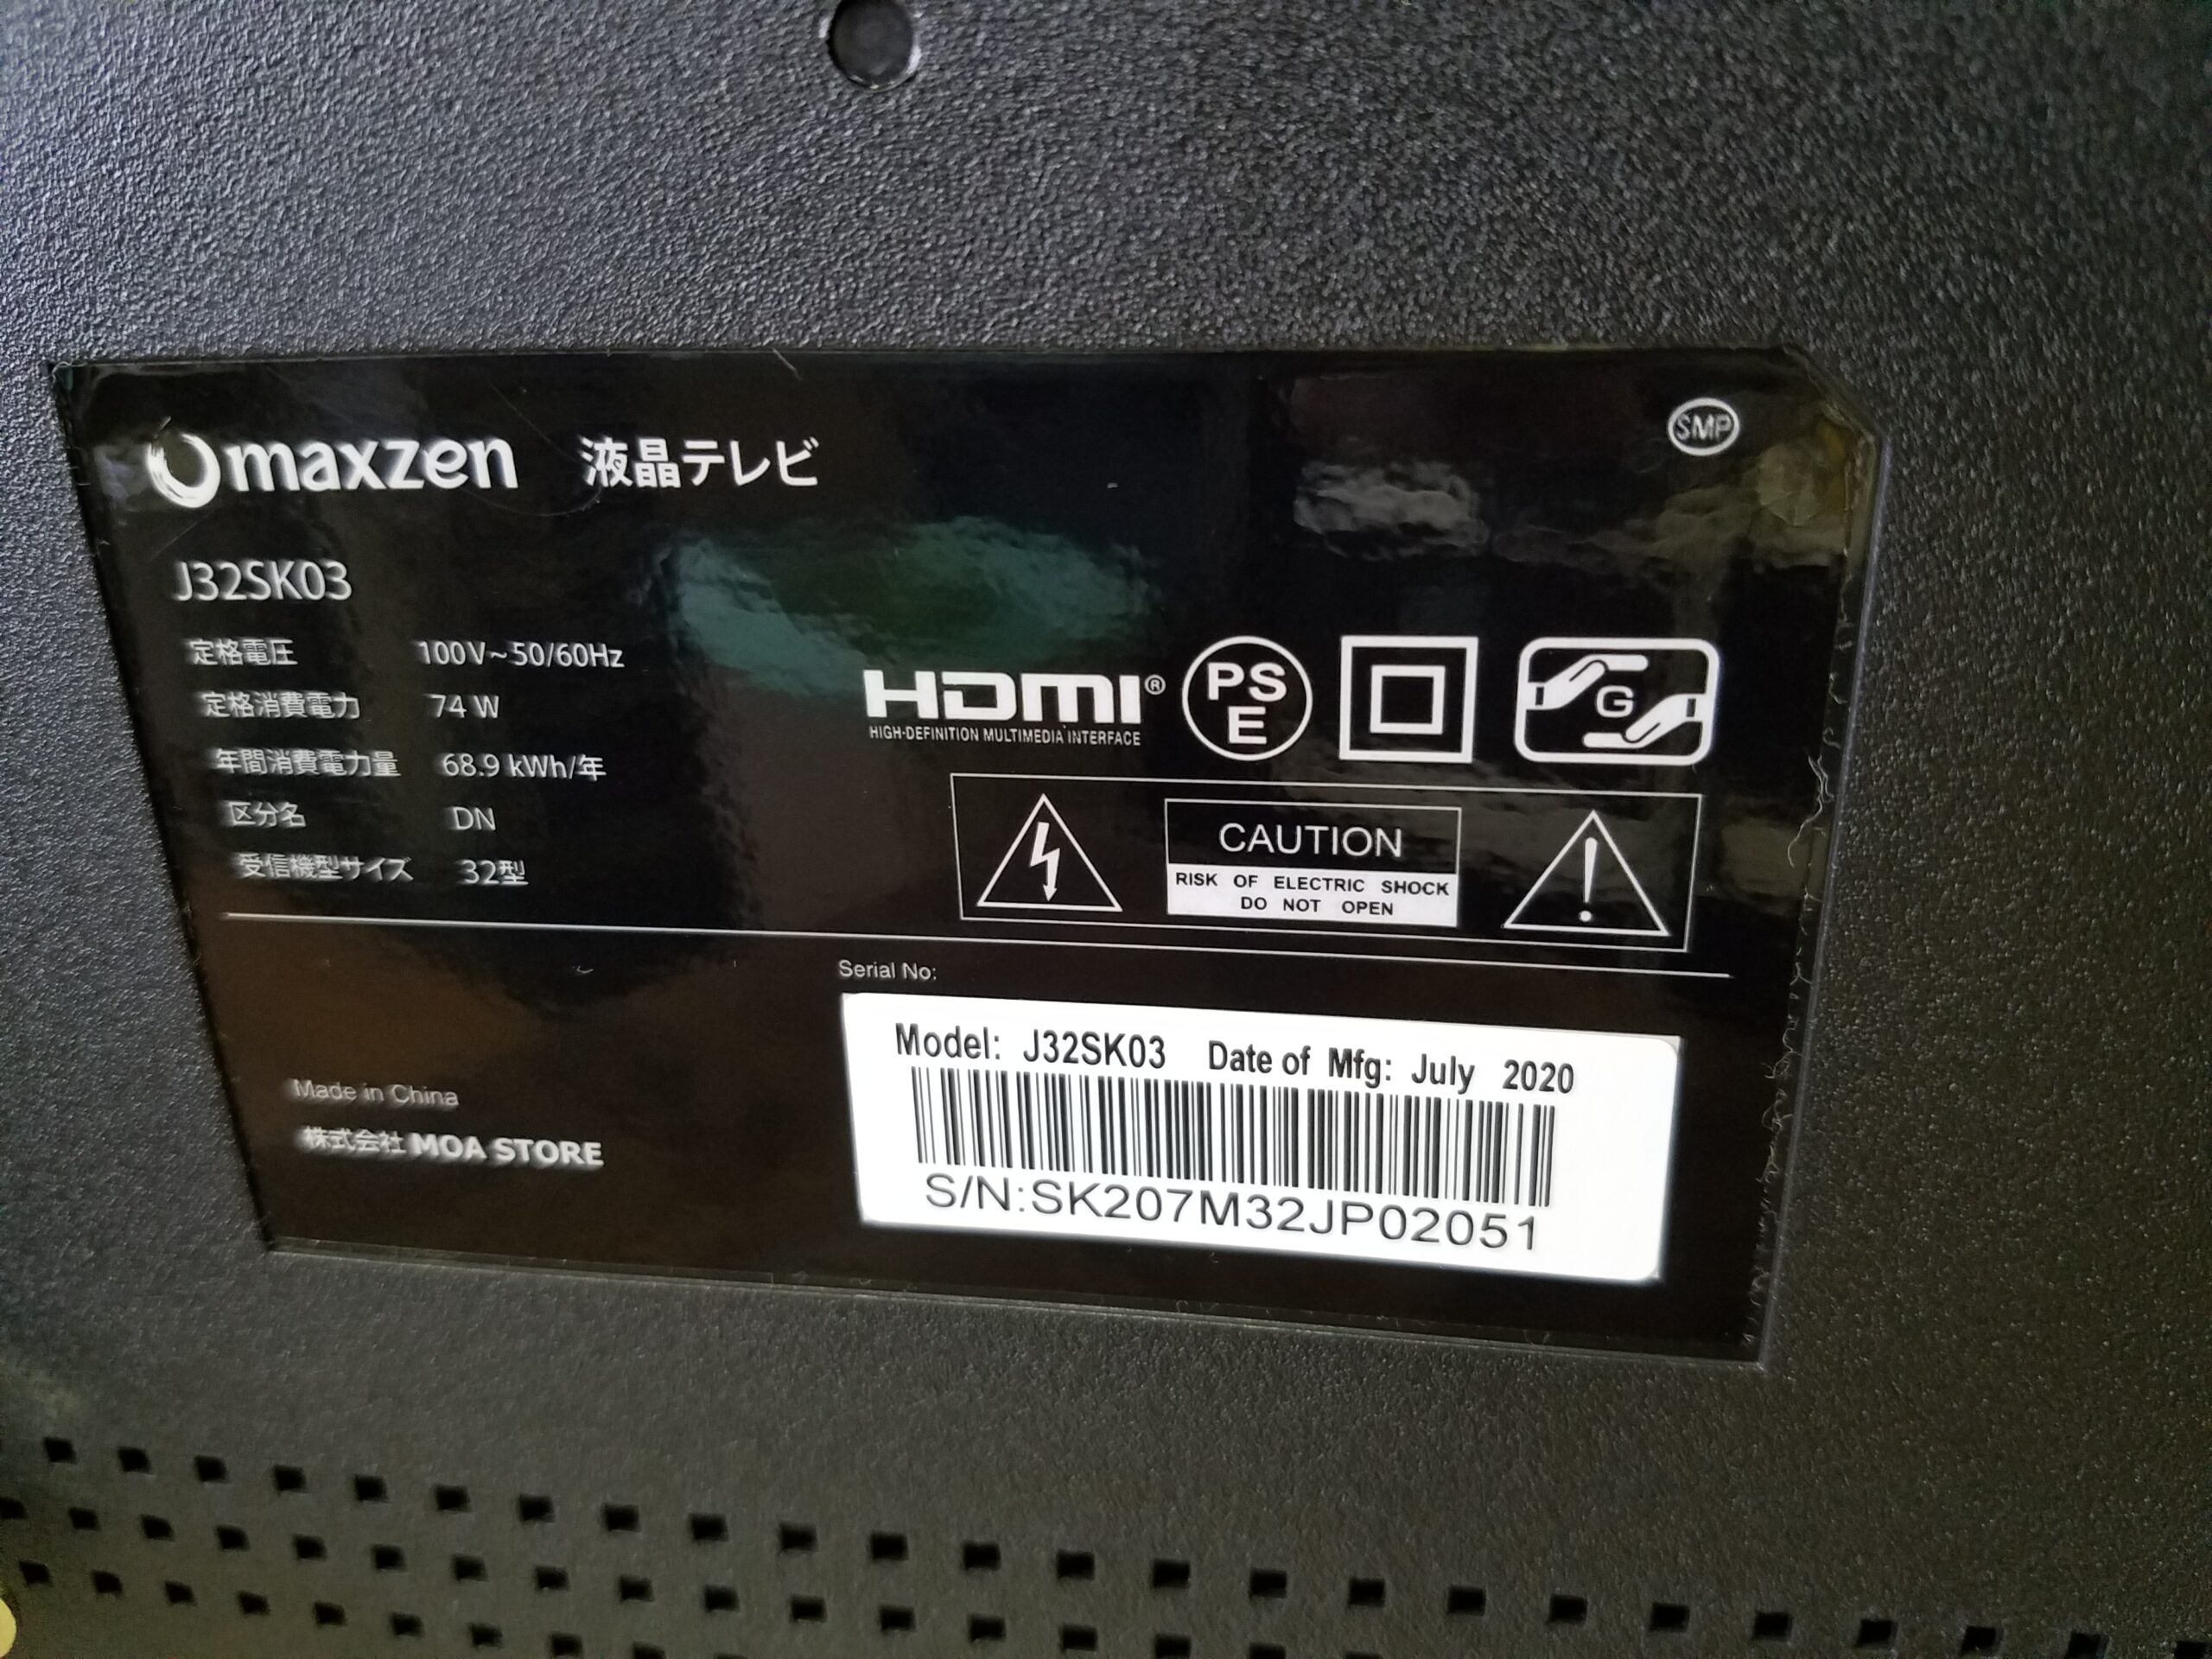 maxzen 液晶テレビ
SMP
J32SK03
定格電圧 100V~50/60Hz
定格消費電力 74 W
年間消費電力量 68.9 kWh/年
区分名 DN
受信機型サイズ 32型
HDMI®
HIGH-DEFINITION MULTIMEDIA INTERFACE
PS
E
G
CAUTION
RISK OF ELECTRIC SHOCK
DO NOT OPEN
Serial No:
Model: J32SK03 Date of Mfg: July 2020
S/N:SK207M32JP02051
Made in China
株式会社 MOA STORE